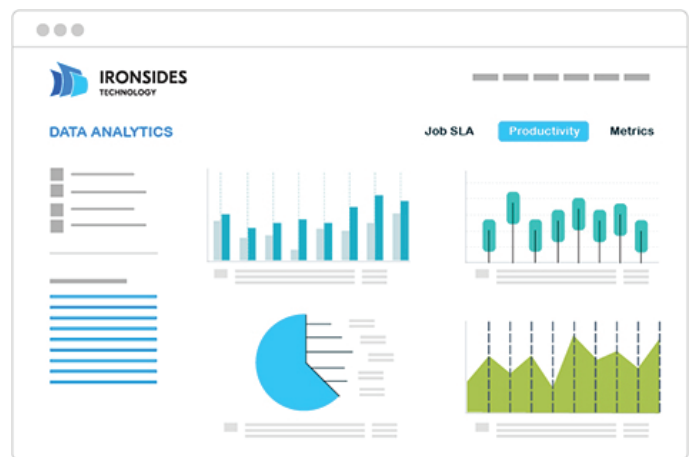 IRONSIDES
TECHNOLOGY
DATA ANALYTICS
Job SLA
Productivity
Metrics